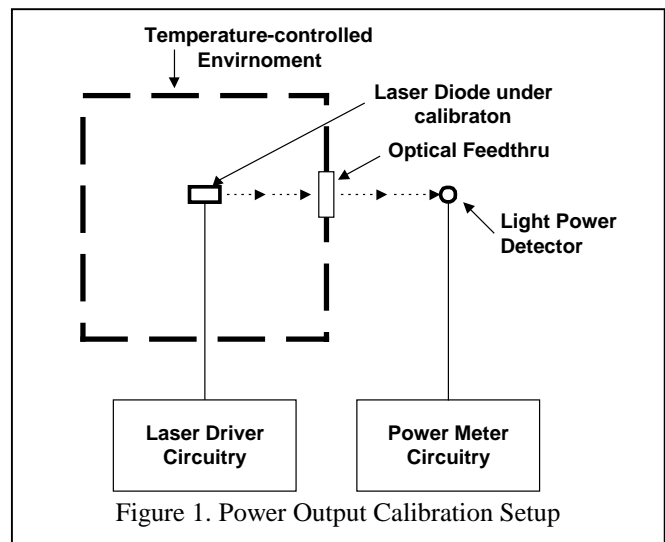 Temperature-controlled
Envirnoment
Laser Diode under
calibraton
Optical Feedthru
Light Power
Detector
Laser Driver
Circuitry
Power Meter
Circuitry
Figure 1. Power Output Calibration Setup